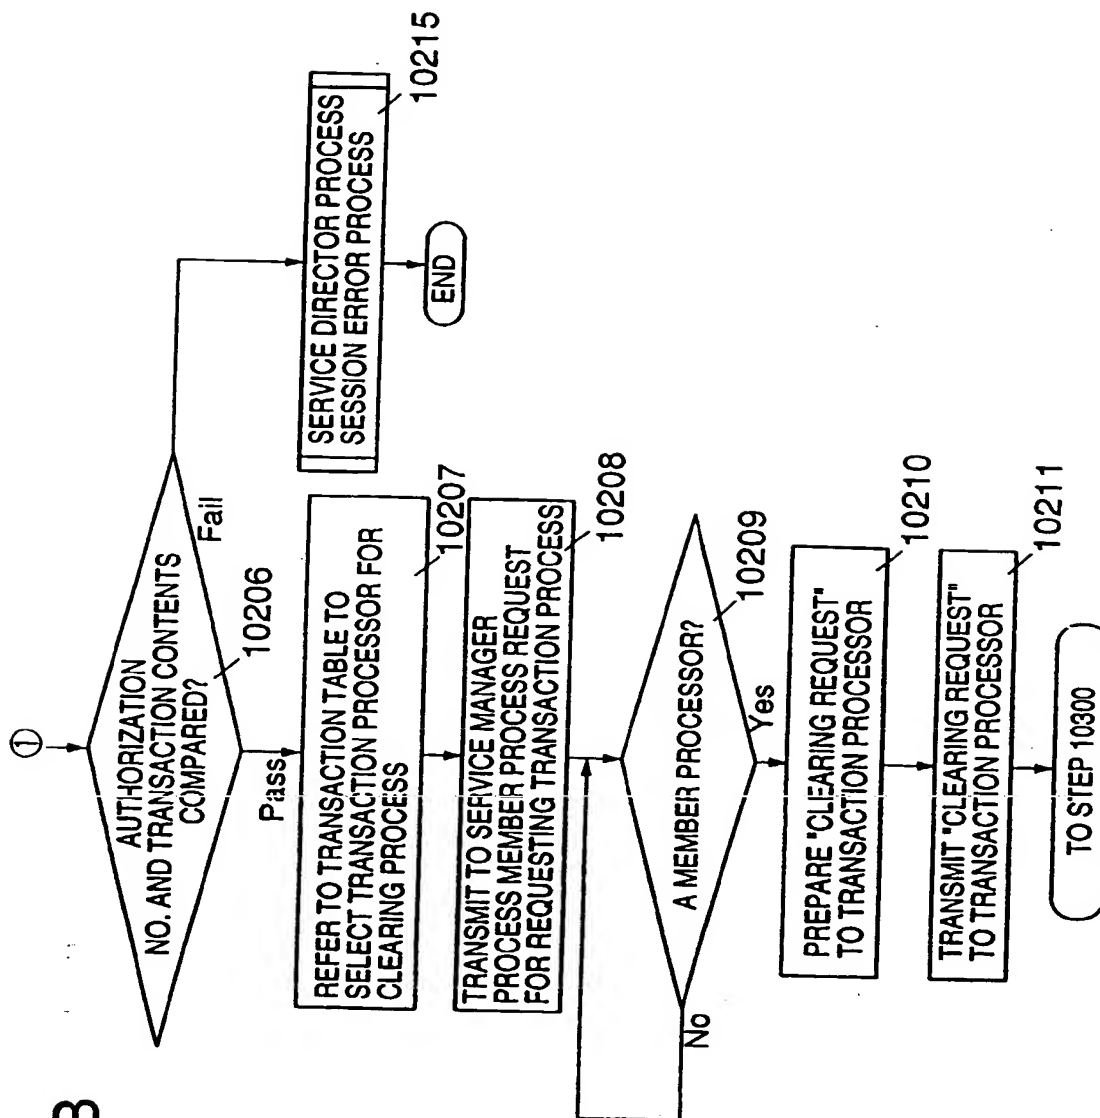 ①
AUTHORIZATION
NO. AND TRANSACTION CONTENTS
COMPARED?
10206
Fail
Pass
SERVICE DIRECTOR PROCESS
SESSION ERROR PROCESS
10215
END
REFER TO TRANSACTION TABLE TO
SELECT TRANSACTION PROCESSOR FOR
CLEARING PROCESS
10207
TRANSMIT TO SERVICE MANAGER
PROCESS MEMBER PROCESS REQUEST
FOR REQUESTING TRANSACTION PROCESS
10208
A MEMBER PROCESSOR?
10209
No
Yes
PREPARE "CLEARING REQUEST"
TO TRANSACTION PROCESSOR
10210
TRANSMIT "CLEARING REQUEST"
TO TRANSACTION PROCESSOR
10211
TO STEP 10300